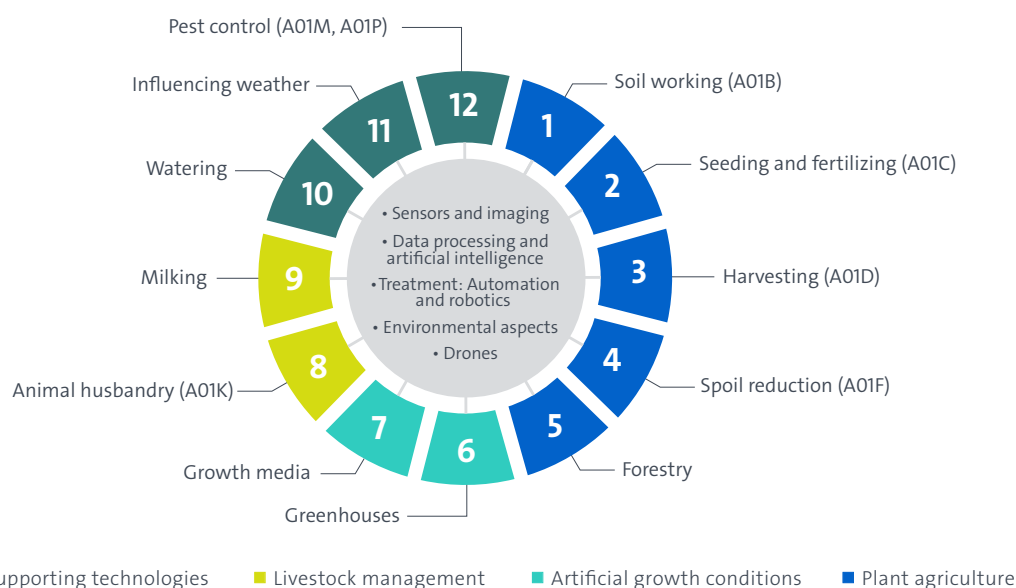 Pest control (A01M, A01P)
Influencing weather
Soil working (A01B)
12
11
1
Watering
Seeding and fertilizing (A01C)
10
2
• Sensors and imaging
• Data processing and
artificial intelligence
• Treatment: Automation
and robotics
• Environmental aspects
• Drones
Milking
9
3
Harvesting (A01D)
8
4
Animal husbandry (A01K)
Spoil reduction (A01F)
7
5
6
Growth media
Forestry
Greenhouses
upporting technologies
Livestock management
Artificial growth conditions
Plant agriculture